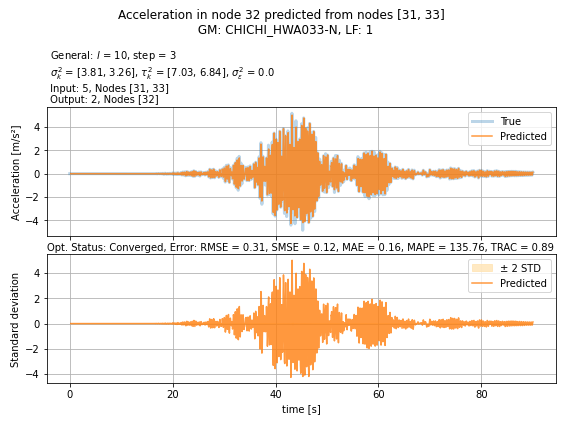 Acceleration in node 32 predicted from nodes [31, 33]
GM: CHICHI_HWA033-N, LF: 1
General: l = 10, step = 3
σ²ₖ = [3.81, 3.26], τ²ₖ = [7.03, 6.84], σ²ε = 0.0
Input: 5, Nodes [31, 33]
Output: 2, Nodes [32]
Acceleration [m/s²]
4
2
0
−2
−4
True
Predicted
Opt. Status: Converged, Error: RMSE = 0.31, SMSE = 0.12, MAE = 0.16, MAPE = 135.76, TRAC = 0.89
Standard deviation
4
2
0
−2
−4
± 2 STD
Predicted
0
20
40
60
80
time [s]